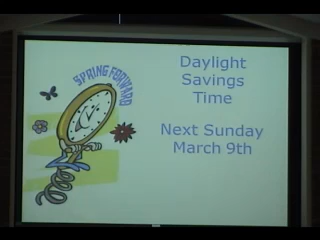 SPRING FORWARD
Daylight
Savings
Time
Next Sunday
March 9th